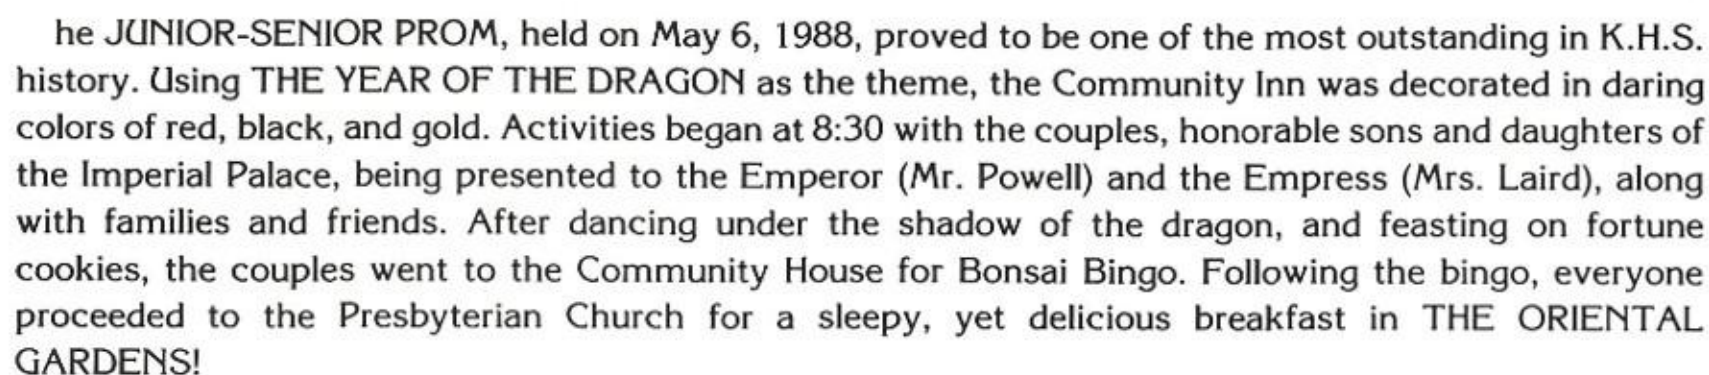 he JUNIOR-SENIOR PROM, held on May 6, 1988, proved to be one of the most outstanding in K.H.S.
history. Using THE YEAR OF THE DRAGON as the theme, the Community Inn was decorated in daring
colors of red, black, and gold. Activities began at 8:30 with the couples, honorable sons and daughters of
the Imperial Palace, being presented to the Emperor (Mr. Powell) and the Empress (Mrs. Laird), along
with families and friends. After dancing under the shadow of the dragon, and feasting on fortune
cookies, the couples went to the Community House for Bonsai Bingo. Following the bingo, everyone
proceeded to the Presbyterian Church for a sleepy, yet delicious breakfast in THE ORIENTAL
GARDENS!